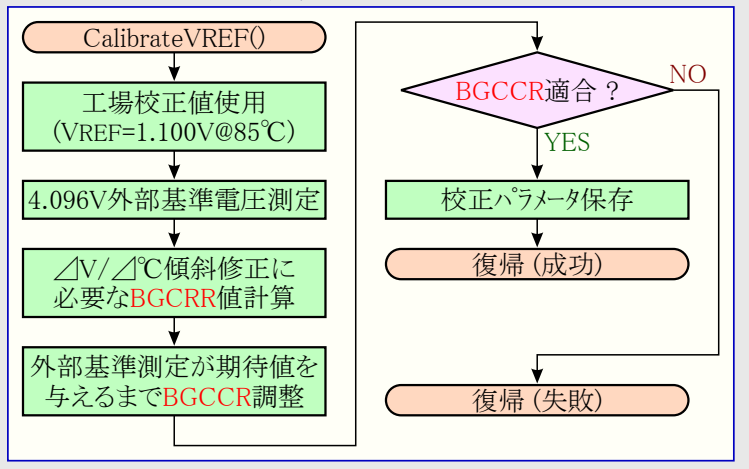 CalibrateVREF()
工場校正値使用
(VREF=1.100V@85℃)
4.096V外部基準電圧測定
⊿V/⊿℃傾斜修正に
必要なBGCRR値計算
外部基準測定が期待値を
与えるまでBGCCR調整
BGCCR適合？
NO
YES
校正ﾊﾟﾗﾒｰﾀ保存
復帰 (成功)
復帰 (失敗)